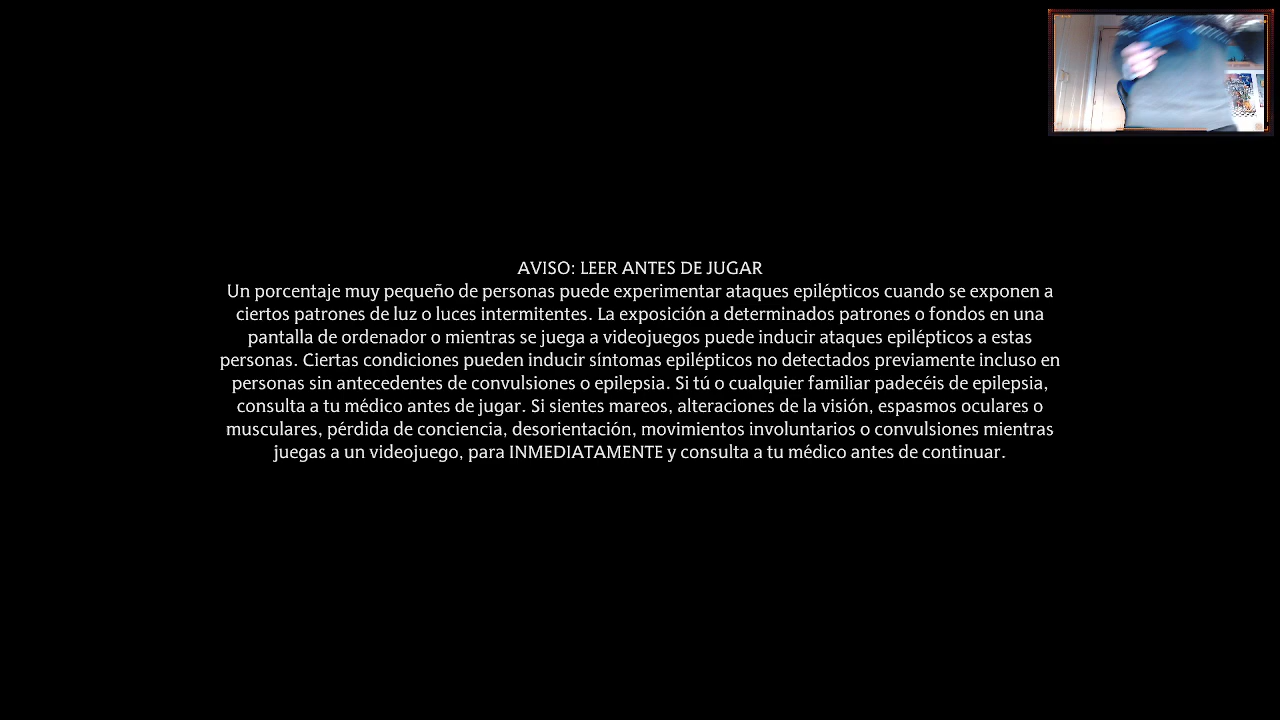 AVISO: LEER ANTES DE JUGAR
Un porcentaje muy pequeño de personas puede experimentar ataques epilépticos cuando se exponen a
ciertos patrones de luz o luces intermitentes. La exposición a determinados patrones o fondos en una
pantalla de ordenador o mientras se juega a videojuegos puede inducir ataques epilépticos a estas
personas. Ciertas condiciones pueden inducir síntomas epilépticos no detectados previamente incluso en
personas sin antecedentes de convulsiones o epilepsia. Si tú o cualquier familiar padecéis de epilepsia,
consulta a tu médico antes de jugar. Si sientes mareos, alteraciones de la visión, espasmos oculares o
musculares, pérdida de conciencia, desorientación, movimientos involuntarios o convulsiones mientras
juegas a un videojuego, para INMEDIATAMENTE y consulta a tu médico antes de continuar.